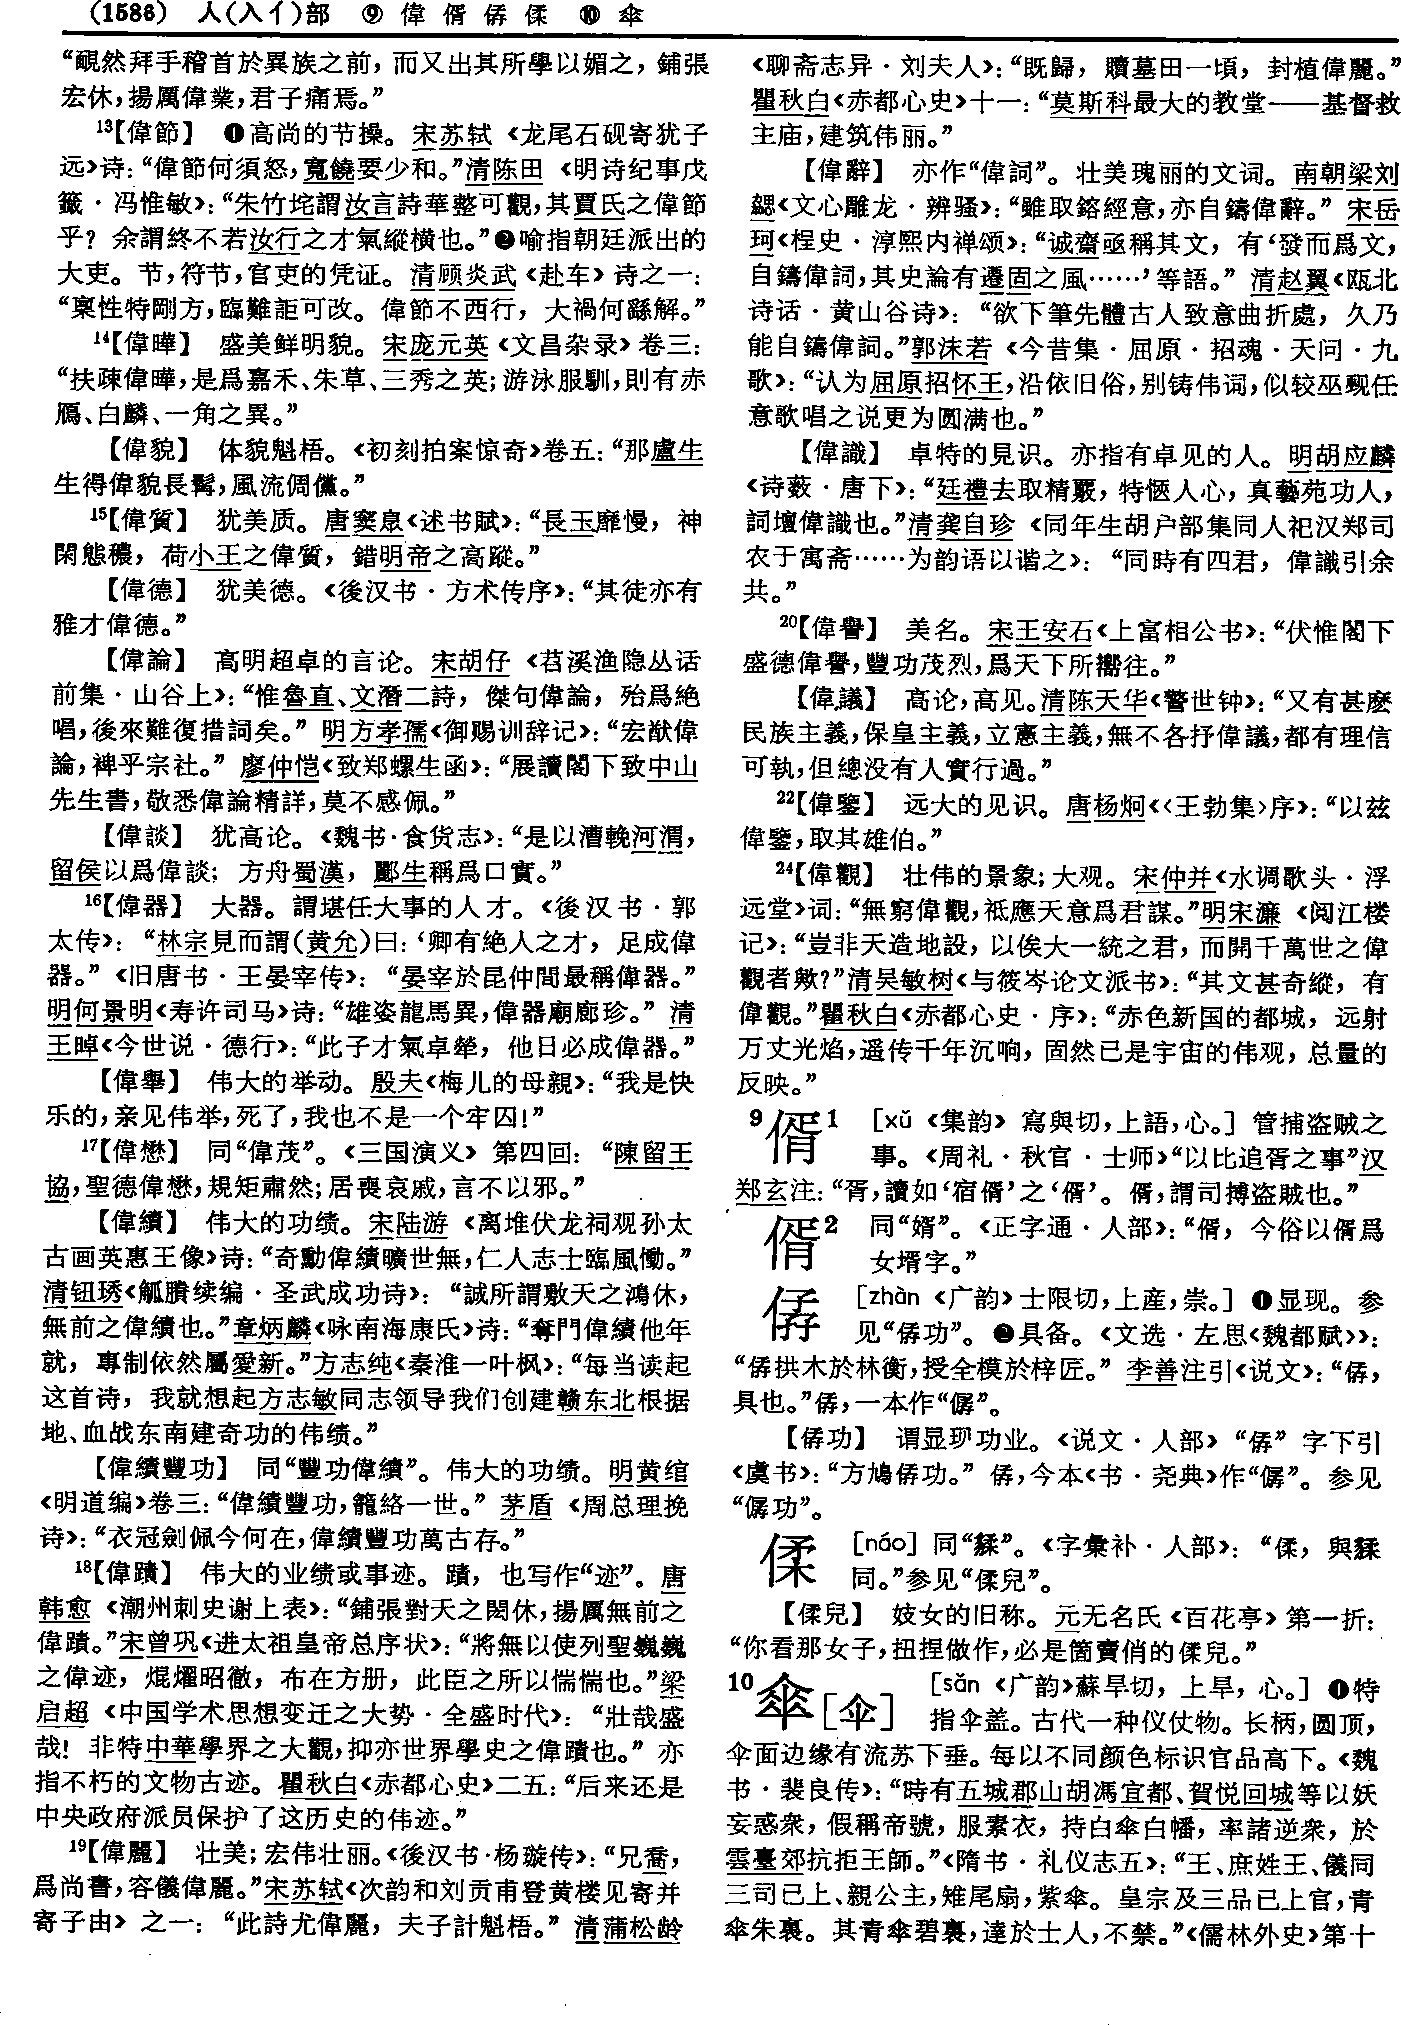 (1586) 人(入亻)部 ⑨偉偦僝㑱 ⑩傘
“靦然拜手稽首於異族之前，而又出其所學以媚之，鋪張
宏休，揚厲偉業，君子痛焉。”
13【偉節】 ❶高尚的节操。宋苏轼《龙尾石砚寄犹子
远》诗：“偉節何須怒，寬饒要少和。”清陈田《明诗纪事戊
籤·冯惟敏》：“朱竹垞謂汝言詩華整可觀，其賈氏之偉節
乎？余謂終不若汝行之才氣縱横也。”❷喻指朝廷派出的
大吏。节，符节，官吏的凭证。清顾炎武《赴车》诗之一：
“禀性特剛方，臨難詎可改。偉節不西行，大禍何繇解。”
14【偉曄】 盛美鲜明貌。宋庞元英《文昌杂录》卷三：
“扶疎偉曄，是爲嘉禾、朱草、三秀之英；游泳服馴，則有赤
鴈、白麟、一角之異。”
【偉貌】 体貌魁梧。《初刻拍案惊奇》卷五：“那盧生
生得偉貌長髯，風流倜儻。”
15【偉質】 犹美质。唐窦臮《述书賦》：“長玉靡慢，神
閑態穠，荷小王之偉質，錯明帝之高蹤。”
【偉德】 犹美德。《後汉书·方术传序》：“其徒亦有
雅才偉德。”
【偉論】 高明超卓的言论。宋胡仔《苕溪渔隐丛话
前集·山谷上》：“惟魯直、文潛二詩，傑句偉論，殆爲絶
唱，後來難復措詞矣。”明方孝孺《御赐训辞记》：“宏猷偉
論，裨乎宗社。”廖仲恺《致郑螺生函》：“展讀閣下致中山
先生書，敬悉偉論精詳，莫不感佩。”
【偉談】 犹高论。《魏书·食货志》：“是以漕輓河渭，
留侯以爲偉談；方舟蜀漢，酈生稱爲口實。”
16【偉器】 大器。謂堪任大事的人才。《後汉书·郭
太传》：“林宗見而謂(黄允)曰：‘卿有絶人之才，足成偉
器。”《旧唐书·王晏宰传》：“晏宰於昆仲間最稱偉器。”
明何景明《寿许司马》诗：“雄姿龍馬異，偉器廟廊珍。”清
王晫《今世说·德行》：“此子才氣卓犖，他日必成偉器。”
【偉舉】 伟大的举动。殷夫《梅儿的母親》：“我是快
乐的，亲见伟举，死了，我也不是一个牢囚！”
17【偉懋】 同“偉茂”。《三国演义》第四回：“陳留王
協，聖德偉懋，規矩肅然；居喪哀戚，言不以邪。”
【偉績】 伟大的功绩。宋陆游《离堆伏龙祠观孙太
古画英惠王像》诗：“奇勳偉績曠世無，仁人志士臨風慟。”
清钮琇《觚賸续编·圣武成功诗》：“誠所謂敷天之鴻休，
無前之偉績也。”章炳麟《咏南海康氏》诗：“奪門偉績他年
就，專制依然屬愛新。”方志纯《秦淮一叶枫》：“每当读起
这首诗，我就想起方志敏同志领导我们创建赣东北根据
地、血战东南建奇功的伟绩。”
【偉績豐功】 同“豐功偉績”。伟大的功绩。明黄绾
《明道编》卷三：“偉績豐功，籠絡一世。”茅盾《周总理挽
诗》：“衣冠劍佩今何在，偉績豐功萬古存。”
18【偉蹟】 伟大的业绩或事迹。蹟，也写作“迹”。唐
韩愈《潮州刺史谢上表》：“鋪張對天之閎休，揚厲無前之
偉蹟。”宋曾巩《进太祖皇帝总序状》：“將無以使列聖巍巍
之偉迹，焜燿昭徹，布在方册，此臣之所以惴惴也。”梁
启超《中国学术思想变迁之大势·全盛时代》：“壯哉盛
哉！非特中華學界之大觀，抑亦世界學史之偉蹟也。”亦
指不朽的文物古迹。瞿秋白《赤都心史》二五：“后来还是
中央政府派员保护了这历史的伟迹。”
19【偉麗】 壮美；宏伟壮丽。《後汉书·杨璇传》：“兄喬，
爲尚書，容儀偉麗。”宋苏轼《次韵和刘贡甫登黄楼见寄并
寄子由》之一：“此詩尤偉麗，夫子計魁梧。”清蒲松龄
《聊斋志异·刘夫人》：“既歸，贖墓田一頃，封植偉麗。”
瞿秋白《赤都心史》十一：“莫斯科最大的教堂——基督救
主庙，建筑伟丽。”
【偉辭】 亦作“偉詞”。壮美瑰丽的文词。南朝梁刘
勰《文心雕龙·辨骚》：“雖取鎔經意，亦自鑄偉辭。”宋岳
珂《桯史·淳熙内禅颂》：“诚齋亟稱其文，有‘發而爲文，
自鑄偉詞，其史論有遷固之風……’等語。”清赵翼《瓯北
诗话·黄山谷诗》：“欲下筆先體古人致意曲折處，久乃
能自鑄偉詞。”郭沫若《今昔集·屈原·招魂·天问·九
歌》：“认为屈原招怀王，沿依旧俗，别铸伟词，似较巫觋任
意歌唱之说更为圆满也。”
【偉識】 卓特的見识。亦指有卓见的人。明胡应麟
《诗薮·唐下》：“廷禮去取精嚴，特愜人心，真藝苑功人，
詞壇偉識也。”清龚自珍《同年生胡户部集同人祀汉郑司
农于寓斋……为韵语以谐之》：“同時有四君，偉識引余
共。”
20【偉譽】 美名。宋王安石《上富相公书》：“伏惟閣下
盛德偉譽，豐功茂烈，爲天下所嚮往。”
【偉議】 高论，高见。清陈天华《警世钟》：“又有甚麽
民族主義，保皇主義，立憲主義，無不各抒偉議，都有理信
可執，但總没有人實行過。”
22【偉鑒】 远大的见识。唐杨炯《〈王勃集〉序》：“以兹
偉鑒，取其雄伯。”
24【偉觀】 壮伟的景象；大观。宋仲并《水调歌头·浮
远堂》词：“無窮偉觀，祗應天意爲君謀。”明宋濂《阅江楼
记》：“豈非天造地設，以俟大一統之君，而開千萬世之偉
觀者歟？”清吴敏树《与筱岑论文派书》：“其文甚奇縱，有
偉觀。”瞿秋白《赤都心史·序》：“赤色新国的都城，远射
万丈光焰，遥传千年沉响，固然已是宇宙的伟观，总量的
反映。”
9 偦1 ［xǔ《集韵》寫與切，上語，心。］管捕盗贼之
事。《周礼·秋官·士师》“以比追胥之事”汉
郑玄注：“胥，讀如‘宿偦’之‘偦’。偦，謂司搏盗賊也。”
偦2 同“婿”。《正字通·人部》：“偦，今俗以偦爲
女壻字。”
僝 ［zhàn《广韵》士限切，上産，崇。］❶显现。参
见“僝功”。❷具备。《文选·左思〈魏都赋〉》：
“僝拱木於林衡，授全模於梓匠。”李善注引《说文》：“僝，
具也。”僝，一本作“僝”。
【僝功】 谓显现功业。《说文·人部》“僝”字下引
《虞书》：“方鳩僝功。”僝，今本《书·尧典》作“僝”。参见
“僝功”。
㑱 ［náo］同“猱”。《字彙补·人部》：“㑱，與猱
同。”参见“㑱兒”。
【㑱兒】 妓女的旧称。元无名氏《百花亭》第一折：
“你看那女子，扭捏做作，必是箇賣俏的㑱兒。”
10 傘［伞］ ［sǎn《广韵》蘇旱切，上旱，心。］❶特
指伞盖。古代一种仪仗物。长柄，圆顶，
伞面边缘有流苏下垂。每以不同颜色标识官品高下。《魏
书·裴良传》：“時有五城郡山胡馮宜都、賀悦回城等以妖
妄惑衆，假稱帝號，服素衣，持白傘白幡，率諸逆衆，於
雲臺郊抗拒王師。”《隋书·礼仪志五》：“王、庶姓王、儀同
三司已上、親公主，雉尾扇，紫傘。皇宗及三品已上官，青
傘朱裏。其青傘碧裏，達於士人，不禁。”《儒林外史》第十